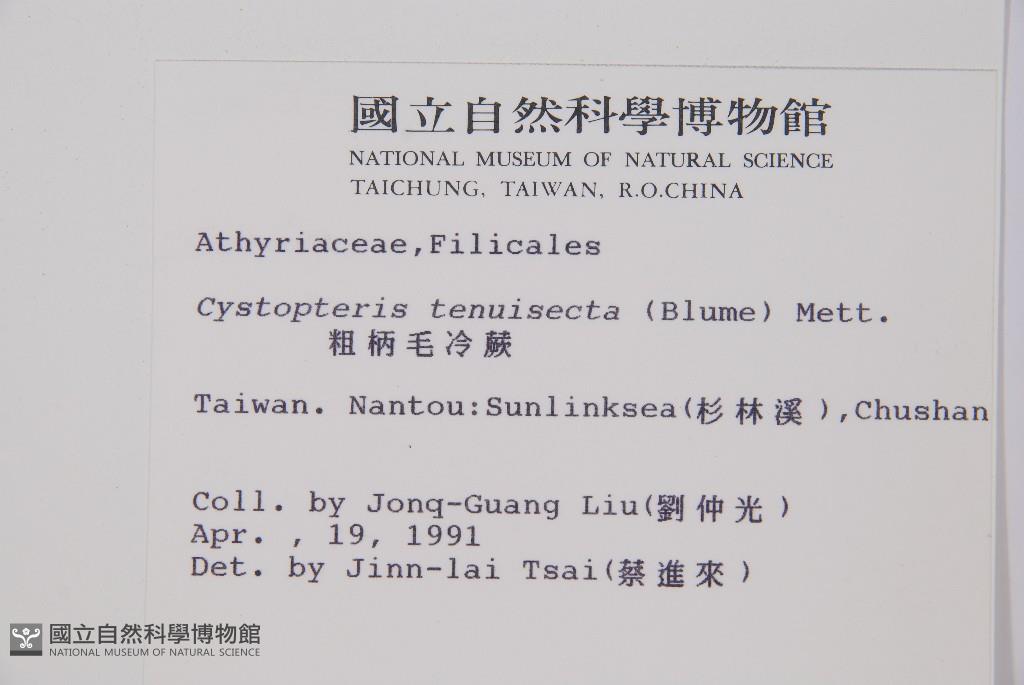 國立自然科學博物館
NATIONAL MUSEUM OF NATURAL SCIENCE
TAICHUNG, TAIWAN, R.O.CHINA
Athyriaceae,Filicales
Cystopteris tenuisecta (Blume) Mett.
粗柄毛冷蕨
Taiwan. Nantou:Sunlinksea(杉林溪),Chushan
Coll. by Jonq-Guang Liu(劉仲光)
Apr. , 19, 1991
Det. by Jinn-lai Tsai(蔡進來)
國立自然科學博物館
NATIONAL MUSEUM OF NATURAL SCIENCE